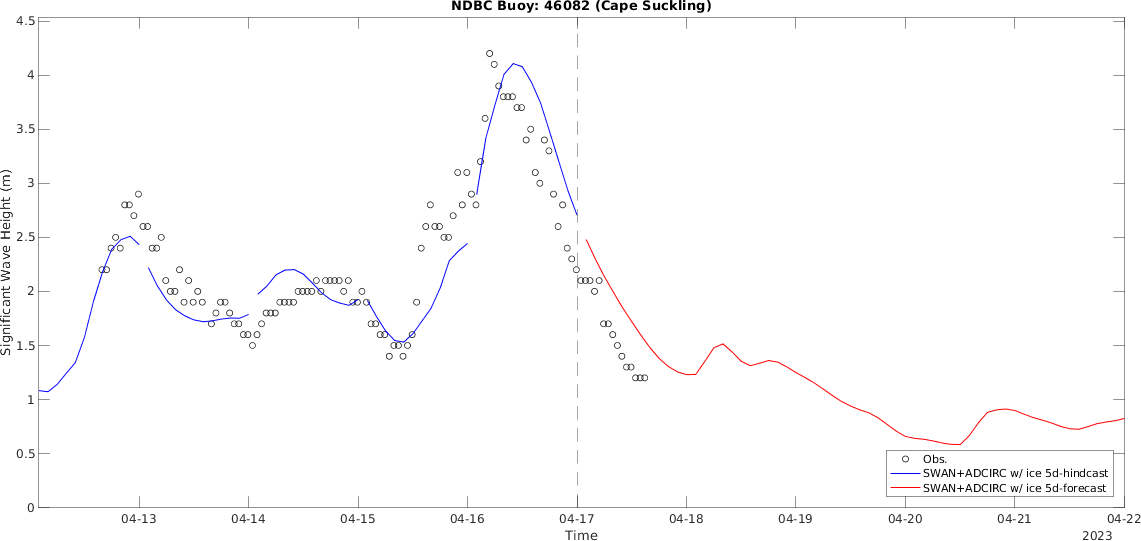 NDBC Buoy: 46082 (Cape Suckling)
4.5
4
3.5
3
2.5
2
1.5
1
0.5
0
Significant Wave Height (m)
Obs.
SWAN+ADCIRC w/ ice 5d-hindcast
SWAN+ADCIRC w/ ice 5d-forecast
04-13 04-14 04-15 04-16 04-17 04-18 04-19 04-20 04-21 04-22
Time
2023